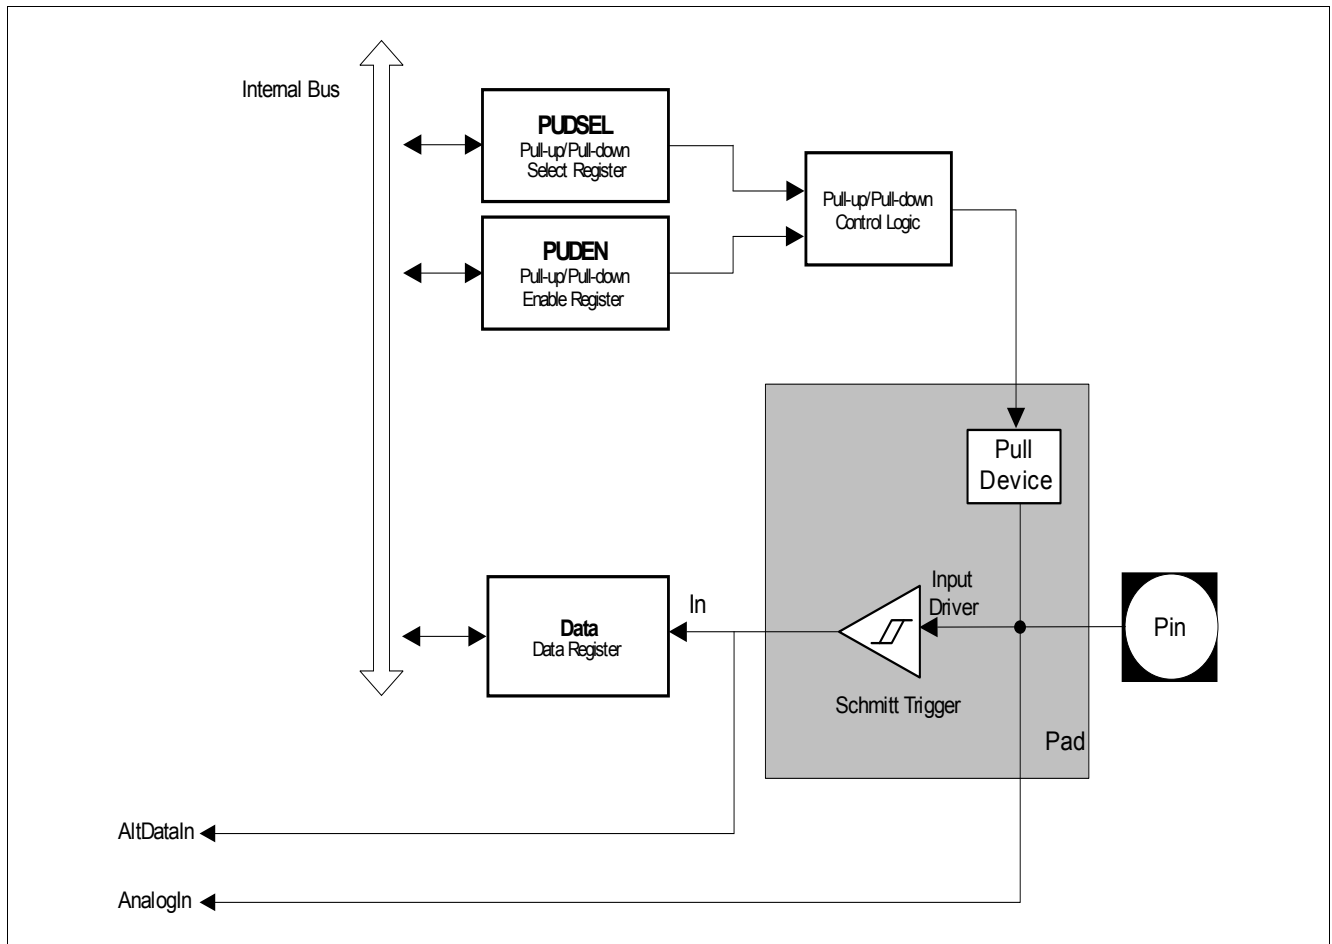 Internal Bus
PUDSEL
Pull-up/Pull-down
Select Register
PUDEN
Pull-up/Pull-down
Enable Register
Pull-up/Pull-down
Control Logic
Pull
Device
Input
Driver
In
Data
Data Register
Pin
Schmitt Trigger
Pad
AltDataIn
AnalogIn